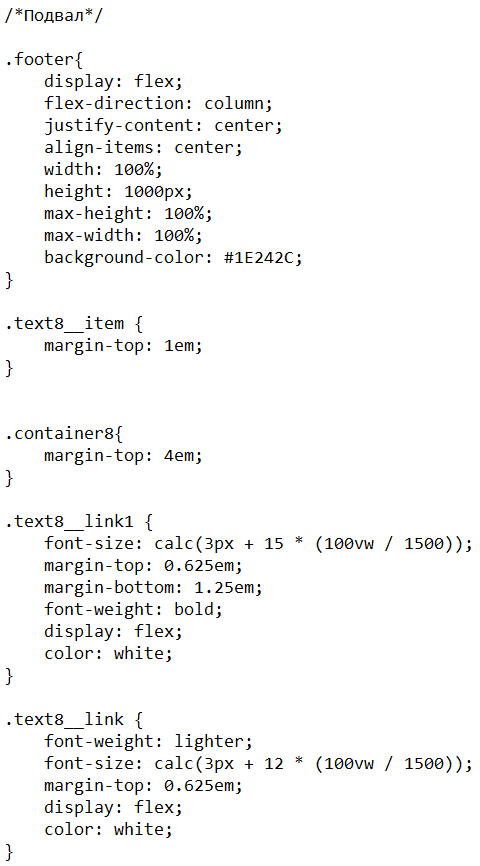 /*Подвал*/

.footer{
    display: flex;
    flex-direction: column;
    justify-content: center;
    align-items: center;
    width: 100%;
    height: 1000px;
    max-height: 100%;
    max-width: 100%;
    background-color: #1E242C;
}

.text8__item {
    margin-top: 1em;
}


.container8{
    margin-top: 4em;
}

.text8__link1 {
    font-size: calc(3px + 15 * (100vw / 1500));
    margin-top: 0.625em;
    margin-bottom: 1.25em;
    font-weight: bold;
    display: flex;
    color: white;
}

.text8__link {
    font-weight: lighter;
    font-size: calc(3px + 12 * (100vw / 1500));
    margin-top: 0.625em;
    display: flex;
    color: white;
}